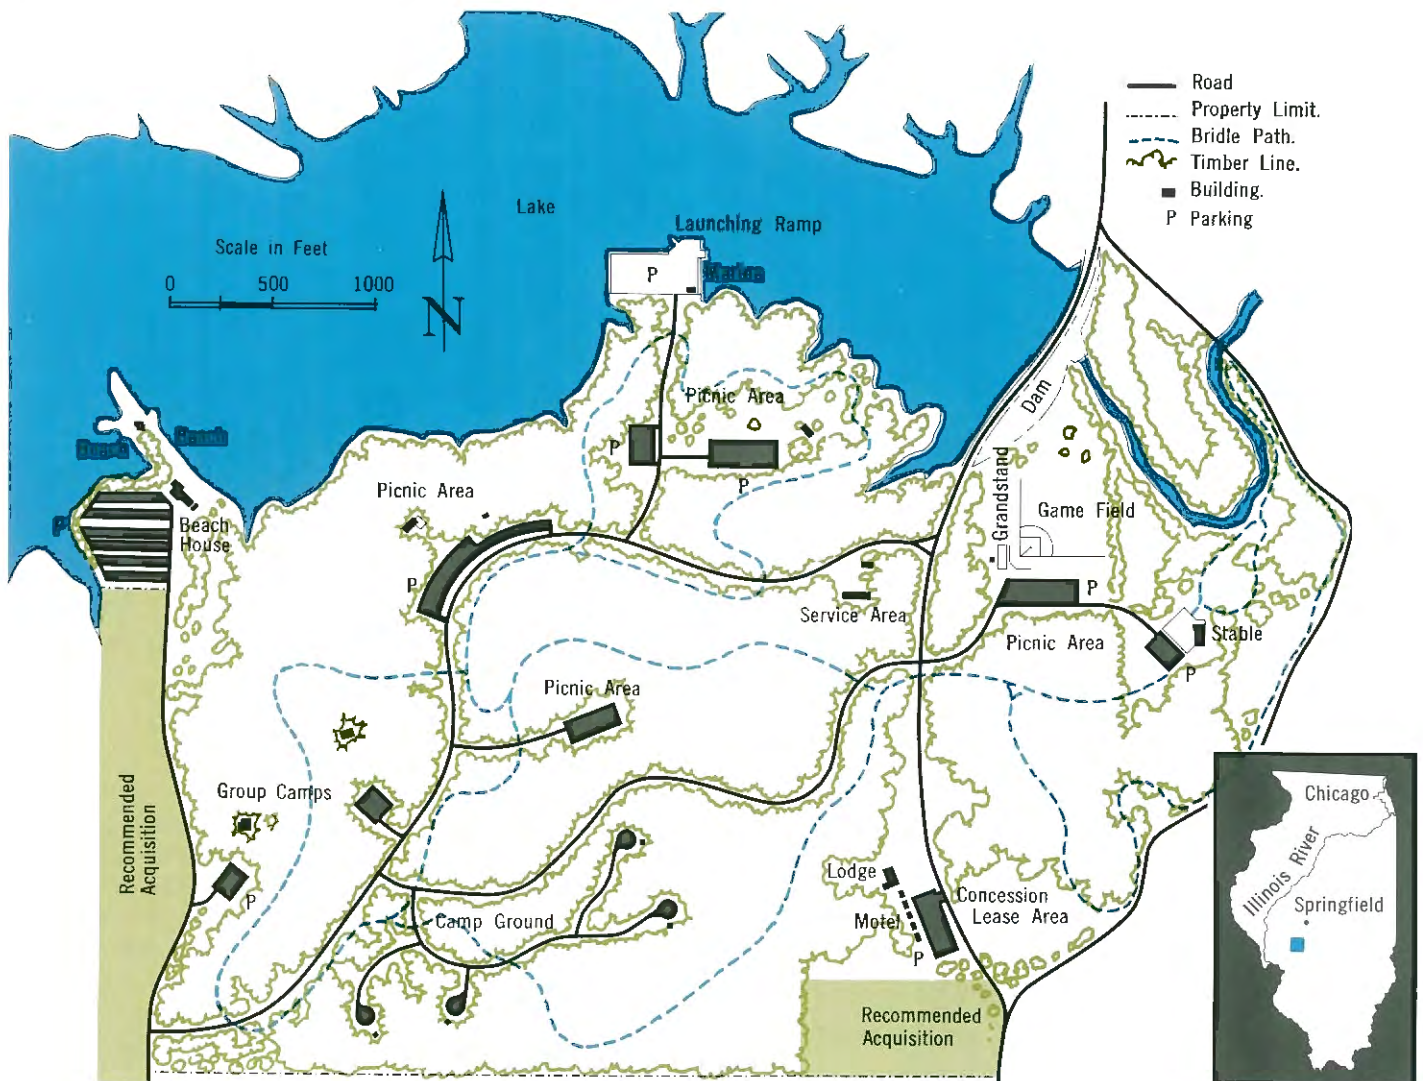 Road
Property Limit.
Bridle Path.
Timber Line.
Building.
P Parking
Lake
Launching Ramp
Scale in Feet
0 500 1000
P
Marina
N
Picnic Area
Dam
Beach
Beach
P
P
Picnic Area
Grandstand
Game Field
P
Beach
House
P
P
Service Area
Picnic Area
Stable
P
Picnic Area
Group Camps
Recommended
Acquisition
P
Camp Ground
Lodge
Motel
P
Concession
Lease Area
Recommended
Acquisition
Chicago
Illinois River
Springfield